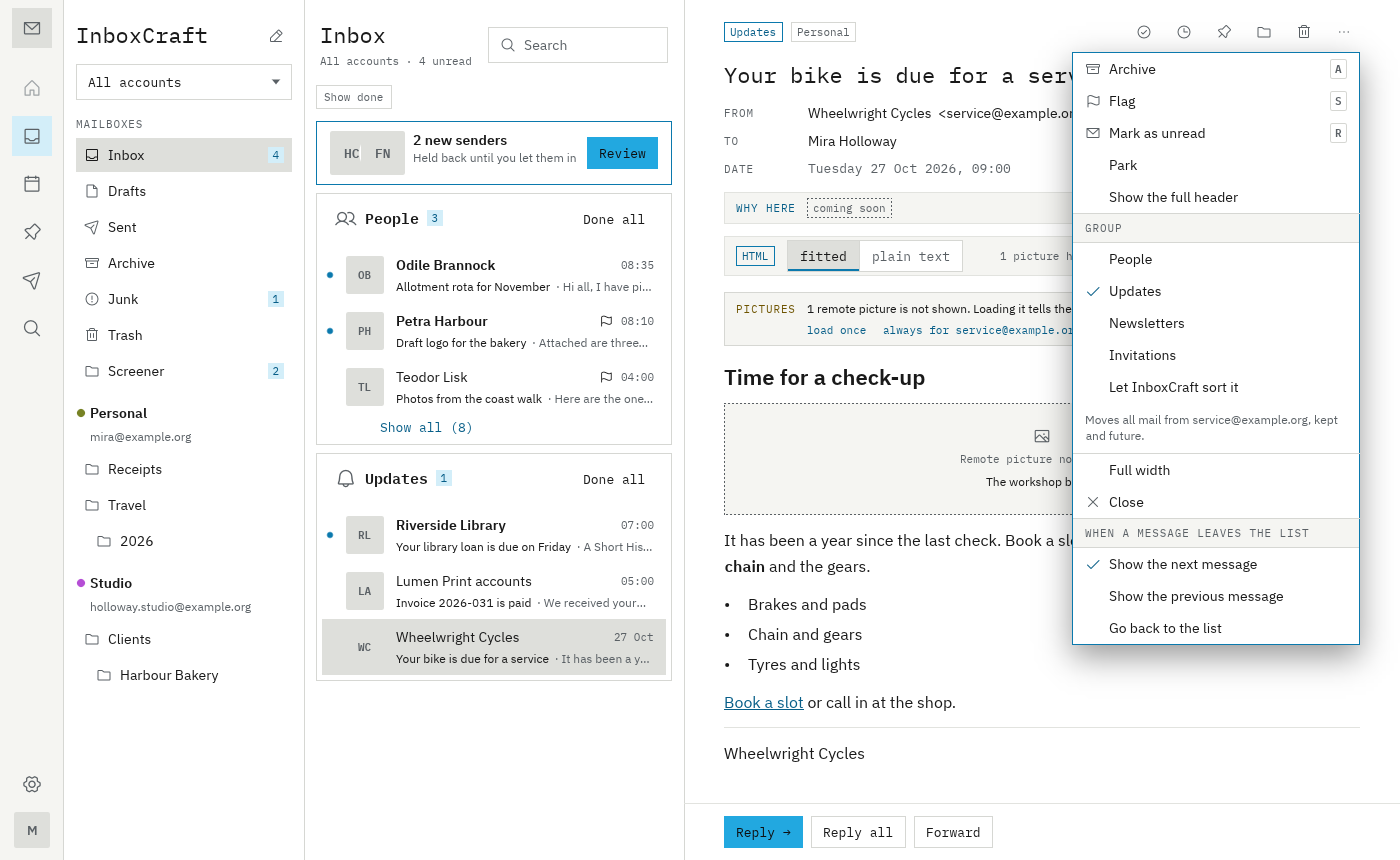 InboxCraft
All accounts
MAILBOXES
Inbox 4
Drafts
Sent
Archive
Junk 1
Trash
Screener 2
Personal
mira@example.org
Receipts
Travel
2026
Studio
holloway.studio@example.org
Clients
Harbour Bakery
M
Inbox
All accounts · 4 unread
Search
Show done
HC FN
2 new senders
Held back until you let them in
Review
People 3 Done all
OB Odile Brannock 08:35
Allotment rota for November · Hi all, I have pi…
PH Petra Harbour 08:10
Draft logo for the bakery · Attached are three…
TL Teodor Lisk 04:00
Photos from the coast walk · Here are the one…
Show all (8)
Updates 1 Done all
RL Riverside Library 07:00
Your library loan is due on Friday · A Short His…
LA Lumen Print accounts 05:00
Invoice 2026-031 is paid · We received your…
WC Wheelwright Cycles 27 Oct
Your bike is due for a service · It has been a y…
Updates Personal
Your bike is due for a
FROM Wheelwright Cycles <service@example.or
TO Mira Holloway
DATE Tuesday 27 Oct 2026, 09:00
WHY HERE coming soon
HTML fitted plain text 1 picture
PICTURES 1 remote picture is not shown. Loading it tells the
load once always for service@example.or
Time for a check-up
Remote picture
The workshop
It has been a year since the last check. Book a
chain and the gears.
• Brakes and pads
• Chain and gears
• Tyres and lights
Book a slot or call in at the shop.
Wheelwright Cycles
Reply → Reply all Forward
Archive A
Flag S
Mark as unread R
Park
Show the full header
GROUP
People
Updates
Newsletters
Invitations
Let InboxCraft sort it
Moves all mail from service@example.org, kept
and future.
Full width
Close
WHEN A MESSAGE LEAVES THE LIST
Show the next message
Show the previous message
Go back to the list